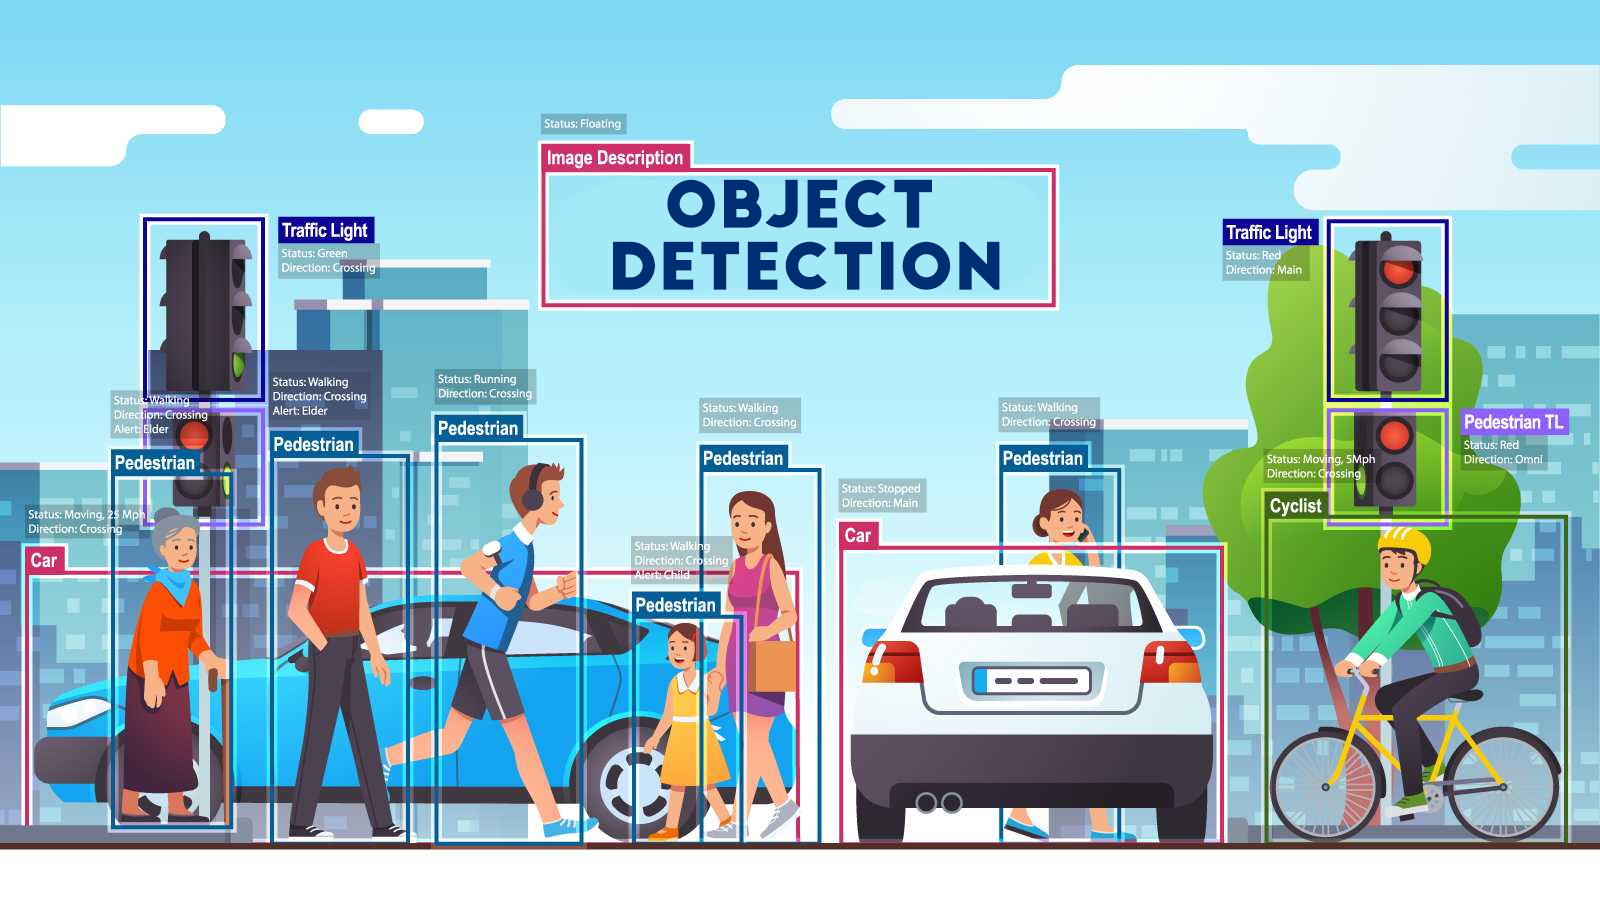 Status: Floating
Image Description
OBJECT
DETECTION
Traffic Light
Status: Green
Direction: Crossing
Traffic Light
Status: Red
Direction: Main
Status: Walking
Direction: Crossing
Alert: Elder
Pedestrian
Status: Walking
Direction: Crossing
Alert: Elder
Pedestrian
Status: Running
Direction: Crossing
Pedestrian
Status: Walking
Direction: Crossing
Pedestrian
Status: Walking
Direction: Crossing
Pedestrian
Pedestrian TL
Status: Red
Direction: Omni
Status: Moving, 5Mph
Direction: Crossing
Cyclist
Status: Stopped
Direction: Main
Car
Status: Moving, 25 Mph
Direction: Crossing
Car
Status: Walking
Direction: Crossing
Alert: Child
Pedestrian